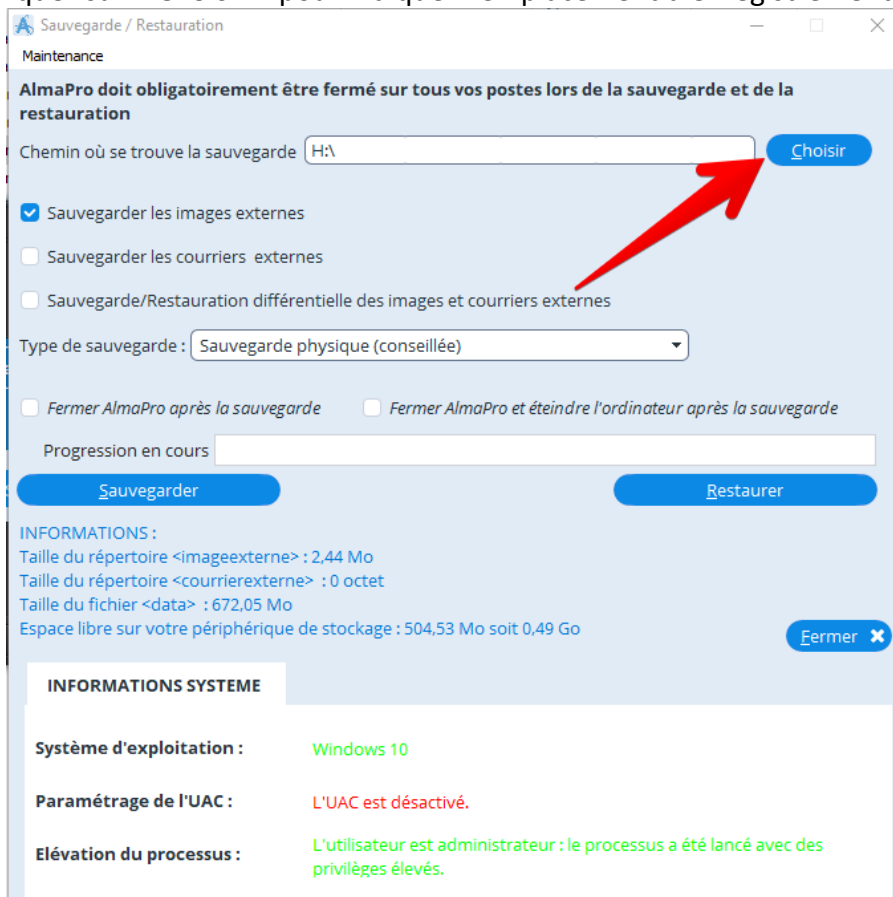 Sauvegarde / Restauration
Maintenance
AlmaPro doit obligatoirement être fermé sur tous vos postes lors de la sauvegarde et de la
restauration
Chemin où se trouve la sauvegarde H:\ Choisir
Sauvegarder les images externes
Sauvegarder les courriers externes
Sauvegarde/Restauration différentielle des images et courriers externes
Type de sauvegarde : Sauvegarde physique (conseillée)
Fermer AlmaPro après la sauvegarde Fermer AlmaPro et éteindre l'ordinateur après la sauvegarde
Progression en cours
Sauvegarder Restaurer
INFORMATIONS :
Taille du répertoire <imageexterne> : 2,44 Mo
Taille du répertoire <courrierexterne> : 0 octet
Taille du fichier <data> : 672,05 Mo
Espace libre sur votre périphérique de stockage : 504,53 Mo soit 0,49 Go
Fermer
INFORMATIONS SYSTEME
Système d'exploitation : Windows 10
Paramétrage de l'UAC : L'UAC est désactivé.
Elévation du processus : L'utilisateur est administrateur : le processus a été lancé avec des
privilèges élevés.